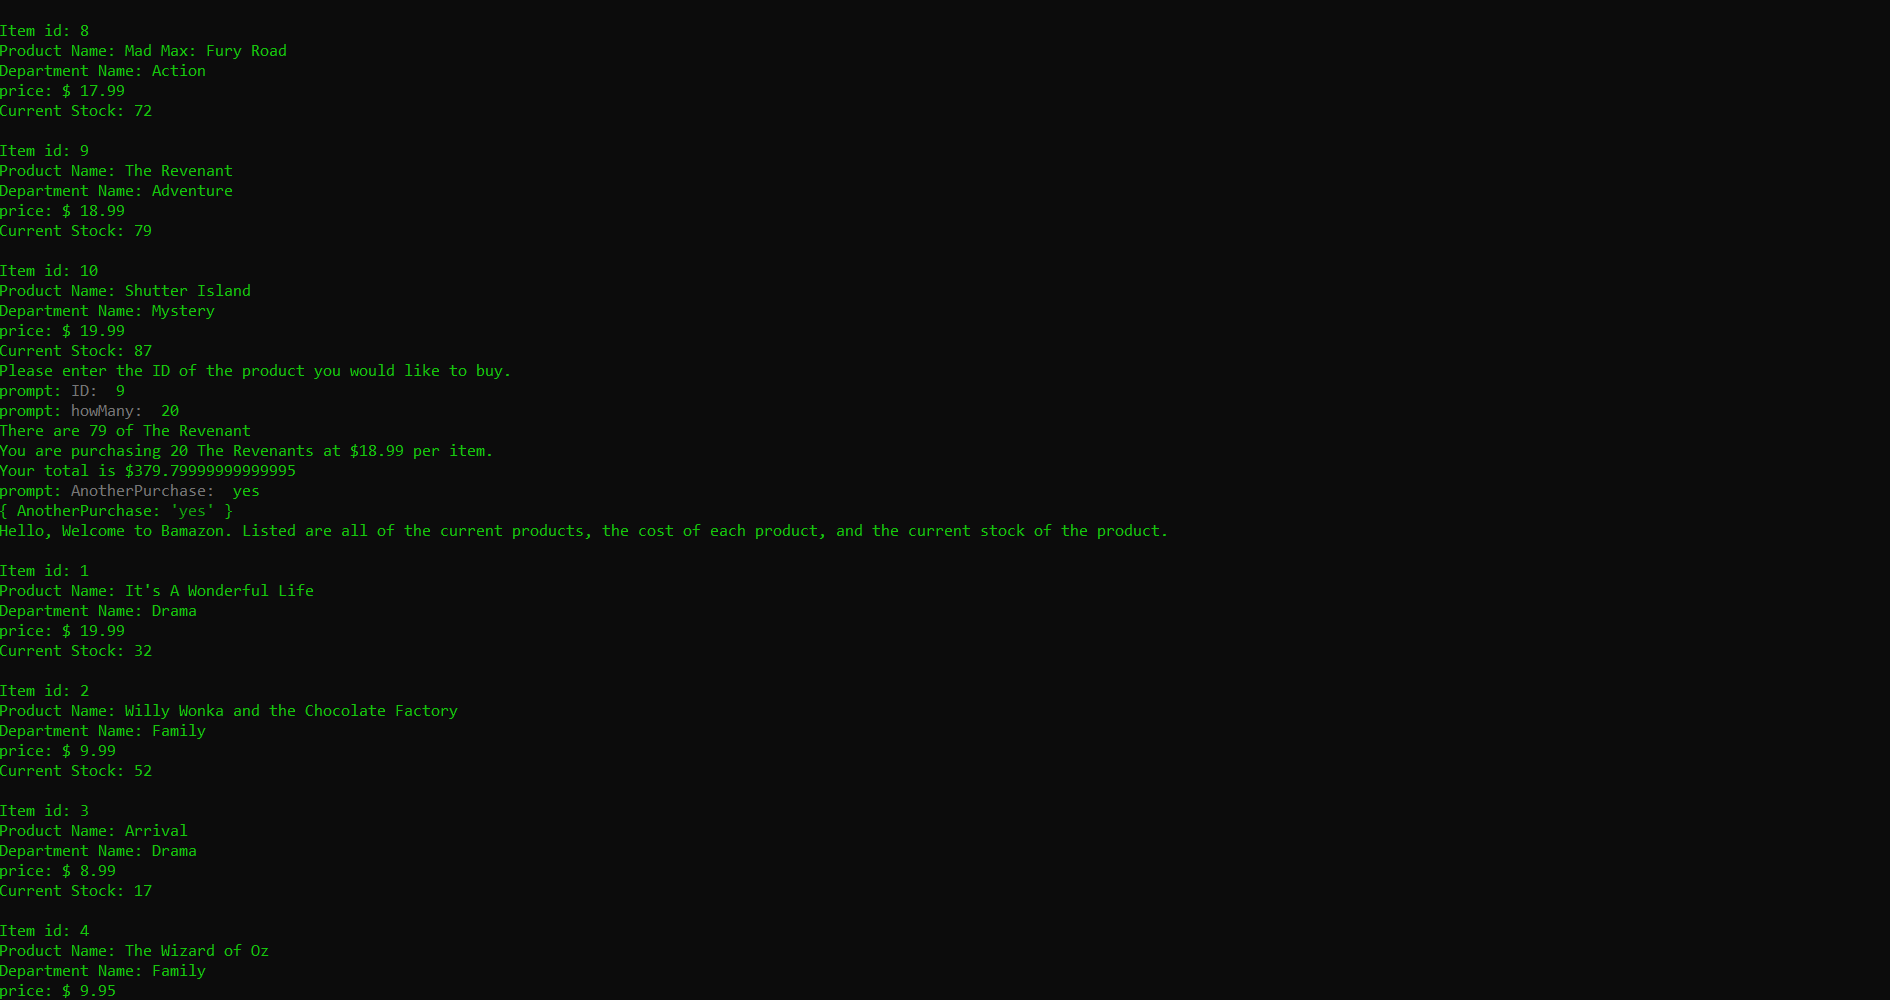 Item id: 8
Product Name: Mad Max: Fury Road
Department Name: Action
price: $ 17.99
Current Stock: 72

Item id: 9
Product Name: The Revenant
Department Name: Adventure
price: $ 18.99
Current Stock: 79

Item id: 10
Product Name: Shutter Island
Department Name: Mystery
price: $ 19.99
Current Stock: 87
Please enter the ID of the product you would like to buy.
prompt: ID:  9
prompt: howMany:  20
There are 79 of The Revenant
You are purchasing 20 The Revenants at $18.99 per item.
Your total is $379.79999999999995
prompt: AnotherPurchase:  yes
{ AnotherPurchase: 'yes' }
Hello, Welcome to Bamazon. Listed are all of the current products, the cost of each product, and the current stock of the product.

Item id: 1
Product Name: It's A Wonderful Life
Department Name: Drama
price: $ 19.99
Current Stock: 32

Item id: 2
Product Name: Willy Wonka and the Chocolate Factory
Department Name: Family
price: $ 9.99
Current Stock: 52

Item id: 3
Product Name: Arrival
Department Name: Drama
price: $ 8.99
Current Stock: 17

Item id: 4
Product Name: The Wizard of Oz
Department Name: Family
price: $ 9.95